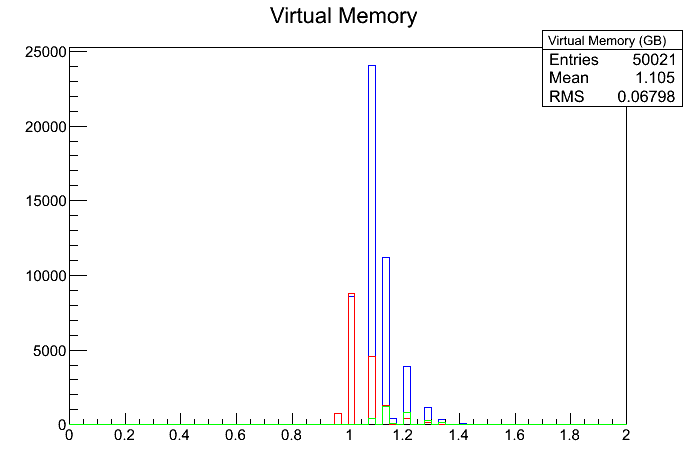 Virtual Memory
Virtual Memory (GB)
Entries 50021
Mean 1.105
RMS 0.06798
25000
20000
15000
10000
5000
0
0 0.2 0.4 0.6 0.8 1 1.2 1.4 1.6 1.8 2